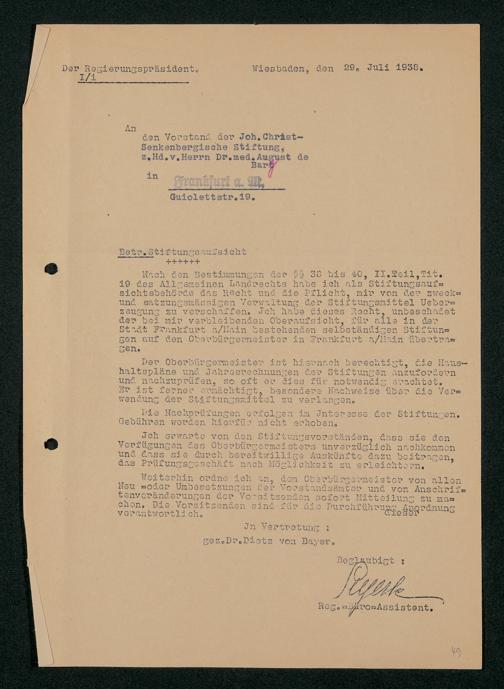 Der Regierungspräsident.
I/1
Wiesbaden, den 29. Juli 1938.
An
den Vorstand der Joh.Christ-
Senkenbergische Stiftung,
z.Hd.v.Herrn Dr.med.August de
Bary
in Frankfurt a. M.
Guiolettstr.19.
Betr.Stiftungsaufsicht
++++++
Nach den Bestimmungen der §§ 38 bis 40, II.Teil,Tit.
19 des Allgemeinen Landrechts habe ich als Stiftungsauf=
sichtsbehörde das Recht und die Pflicht, mir von der zweck=
und satzungsmässigen Verwaltung der Stiftungsmittel Ueber=
zeugung zu verschaffen. Jch habe dieses Recht, unbeschadet
der bei mir verbleibenden Oberaufsicht, für alle in der
Stadt Frankfurt a/Main bestehenden selbständigen Stiftun=
gen auf den Oberbürgermeister in Frankfurt a/Main übertra=
gen.
Der Oberbürgermeister ist hiernach berechtigt, die Haus=
haltspläne und Jahresrechnungen der Stiftungen anzufordern
und nachzuprüfen, so oft er dies für notwendig erachtet.
Er ist ferner ermächtigt, besondere Nachweise über die Ver=
wendung der Stiftungsmittel zu verlangen.
Die Nachprüfungen erfolgen im Jnteresse der Stiftungen.
Gebühren werden hierfür nicht erhoben.
Jch erwarte von den Stiftungsvorständen, dass sie den
Verfügungen des Oberbürgermeisters unverzüglich nachkommen
und dass sie durch bereitwillige Auskünfte dazu beitragen,
das Prüfungsgeschäft nach Möglichkeit zu erleichtern.
Weiterhin ordne ich an, dem Oberbürgermeister von allen
Neu =oder Umbesetzungen der Vorstandsämter und von Anschrif=
tenveränderungen der Vorsitzenden sofort Mitteilung zu ma=
chen. Die Vorsitzenden sind für die Durchführung dieser Anordnung
verantwortlich.
Jn Vertretung :
gez.Dr.Dietz von Bayer.
Beglaubigt :
Reg.=Büro=Assistent.
49